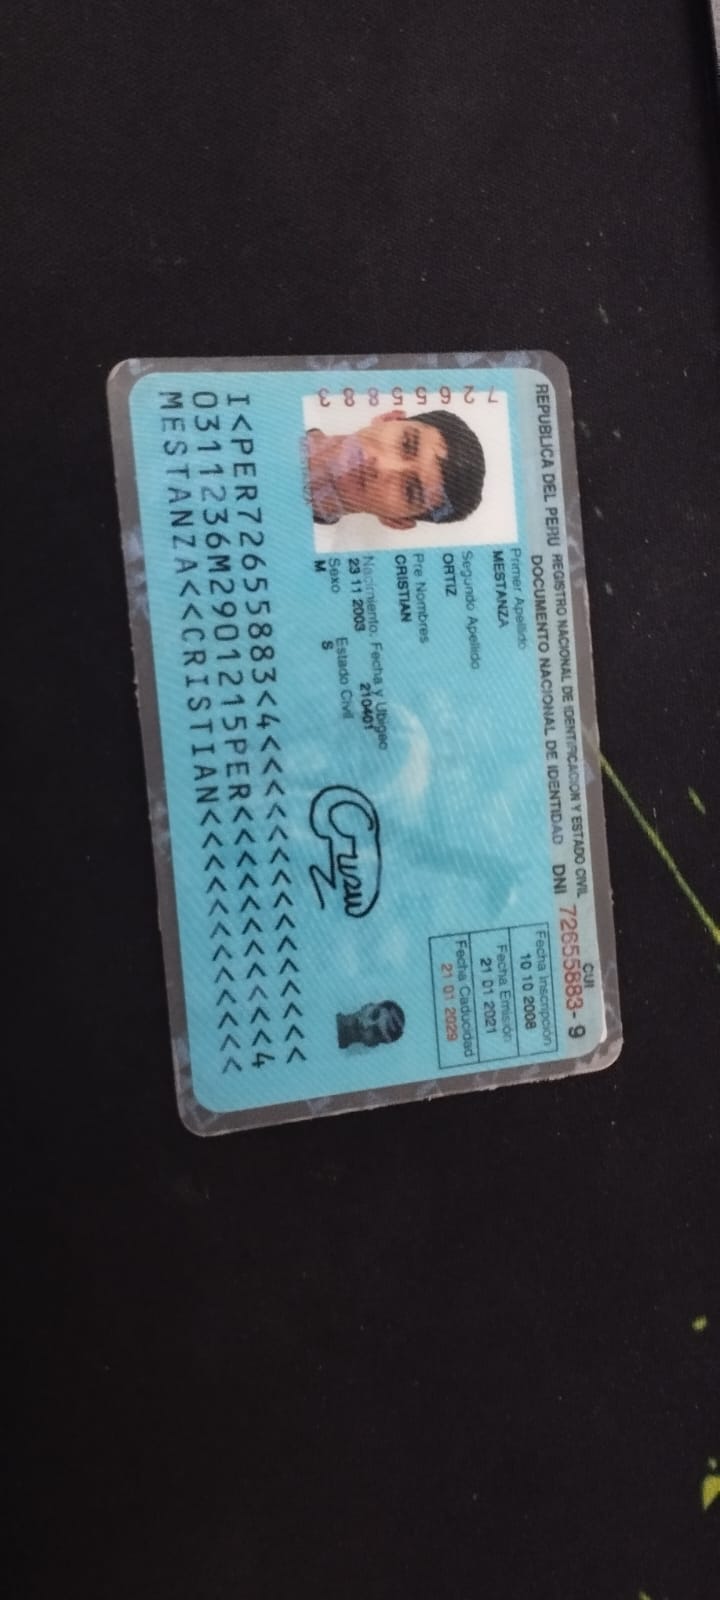 REPUBLICA DEL PERU REGISTRO NACIONAL DE IDENTIFICACION Y ESTADO CIVIL
DOCUMENTO NACIONAL DE IDENTIDAD DNI 72655883-9
CUI
Primer Apellido
MESTANZA
Segundo Apellido
ORTIZ
Pre Nombres
CRISTIAN
Nacimiento: Fecha y Ubigeo
23 11 2003 210401
Sexo Estado Civil
M S
Fecha Inscripción
10 10 2008
Fecha Emisión
21 01 2021
Fecha Caducidad
21 01 2029
72655883
I<PER72655883<4<<<<<<<<<<<<<<<
0311236M2901215PER<<<<<<<<<<<4
MESTANZA<<CRISTIAN<<<<<<<<<<<<